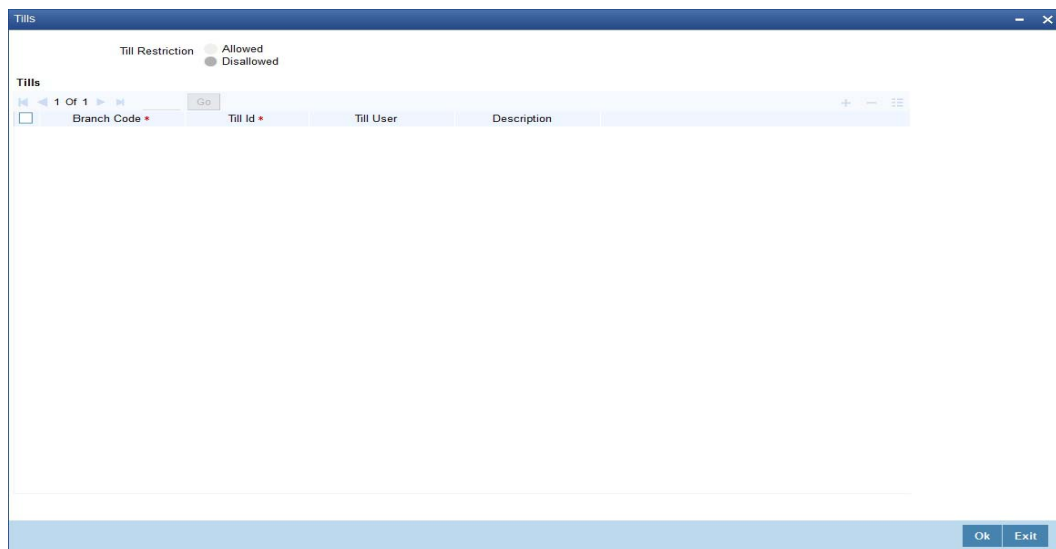 Tills
Till Restriction Allowed
Disallowed
Tills
1 Of 1 Go
Branch Code * Till Id * Till User Description
Ok Exit